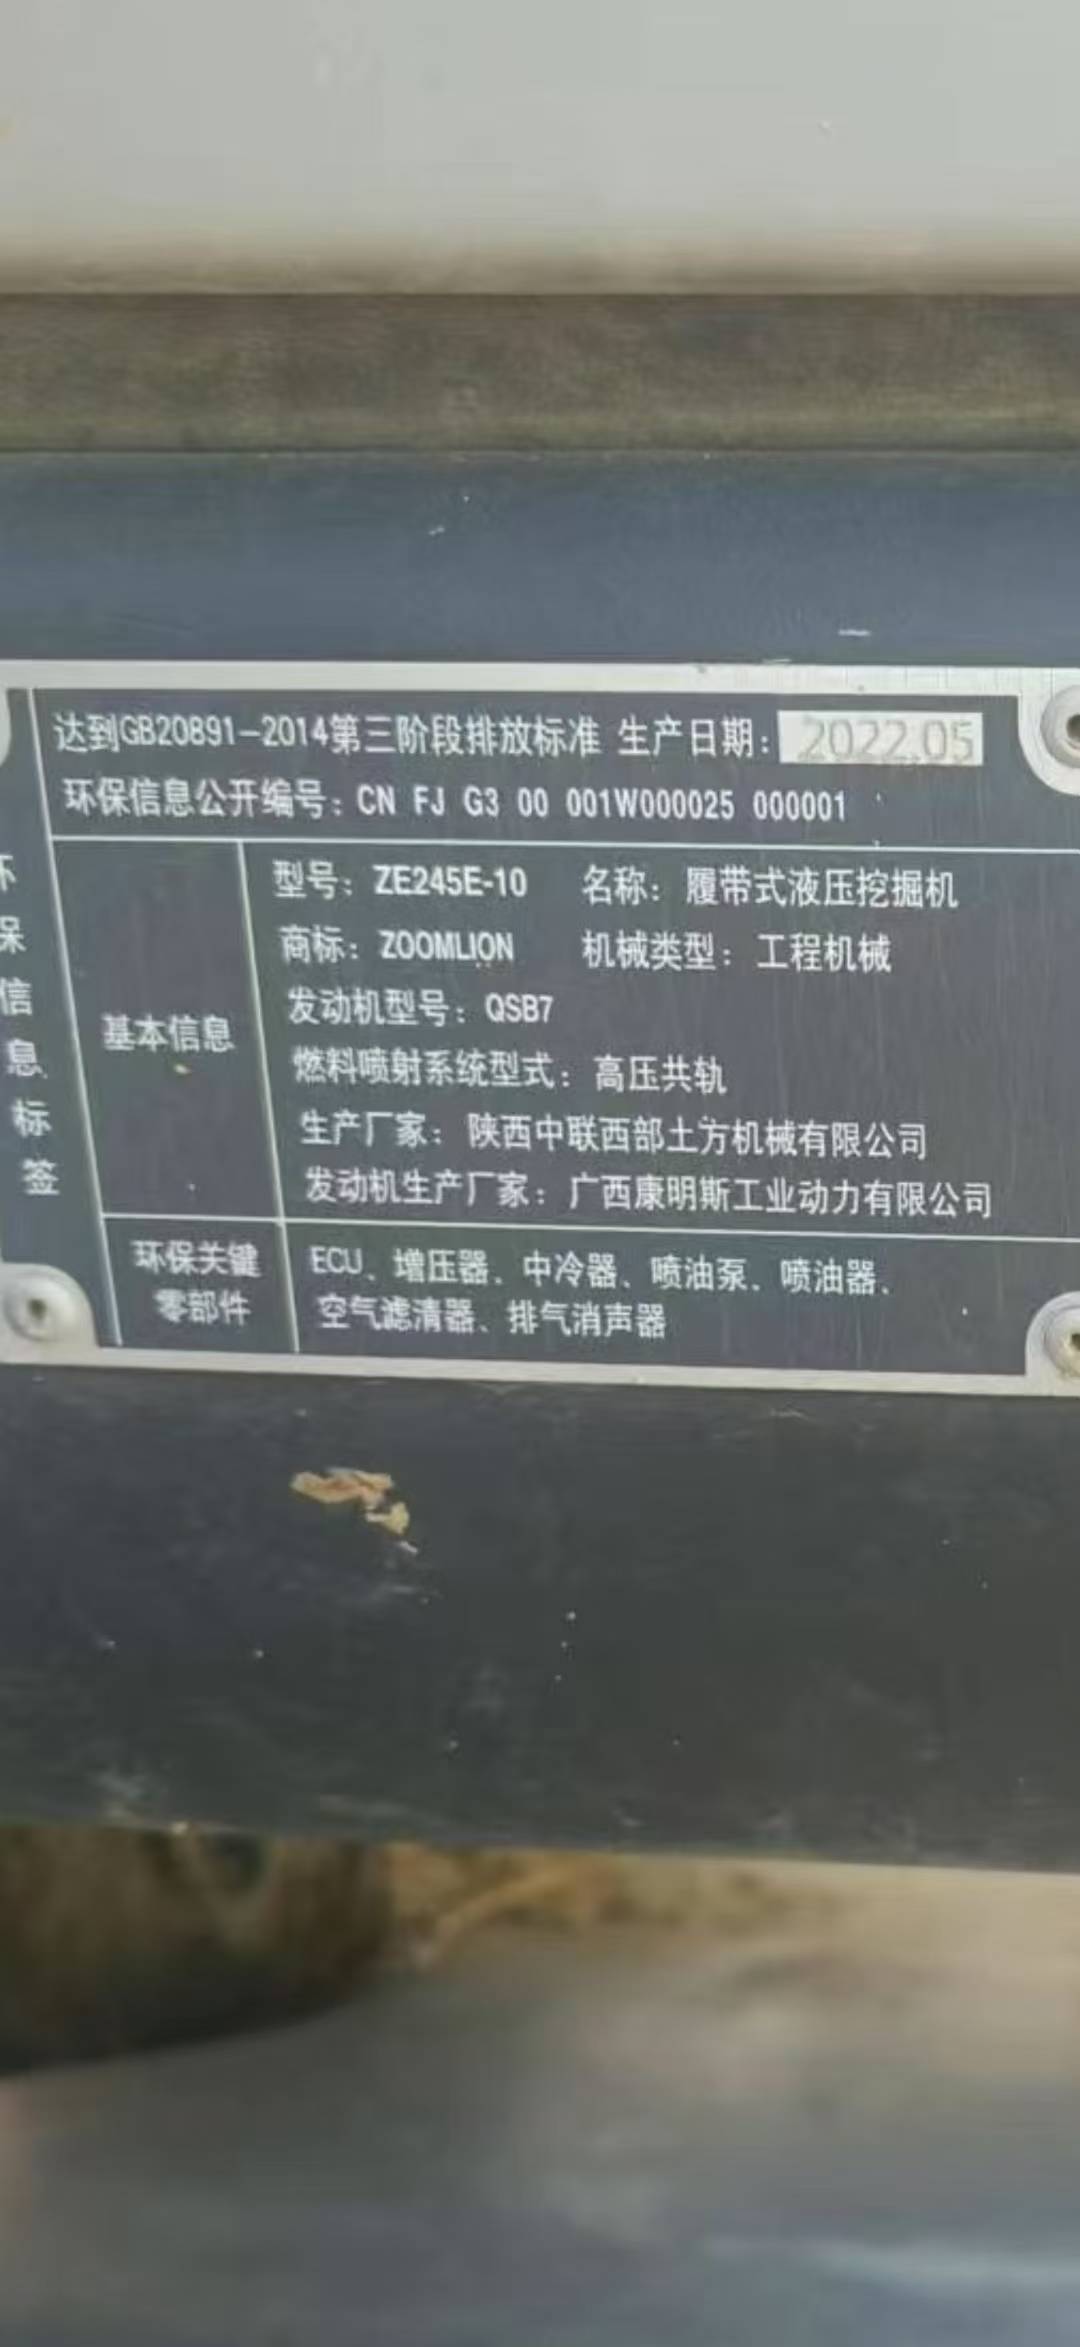 环保信息标签
达到GB20891-2014第三阶段排放标准 生产日期：2022.05
环保信息公开编号：CN FJ G3 00 001W000025 000001
基本信息
型号：ZE245E-10 名称：履带式液压挖掘机
商标：ZOOMLION 机械类型：工程机械
发动机型号：QSB7
燃料喷射系统型式：高压共轨
生产厂家：陕西中联西部土方机械有限公司
发动机生产厂家：广西康明斯工业动力有限公司
环保关键
零部件
ECU、增压器、中冷器、喷油泵、喷油器、
空气滤清器、排气消声器